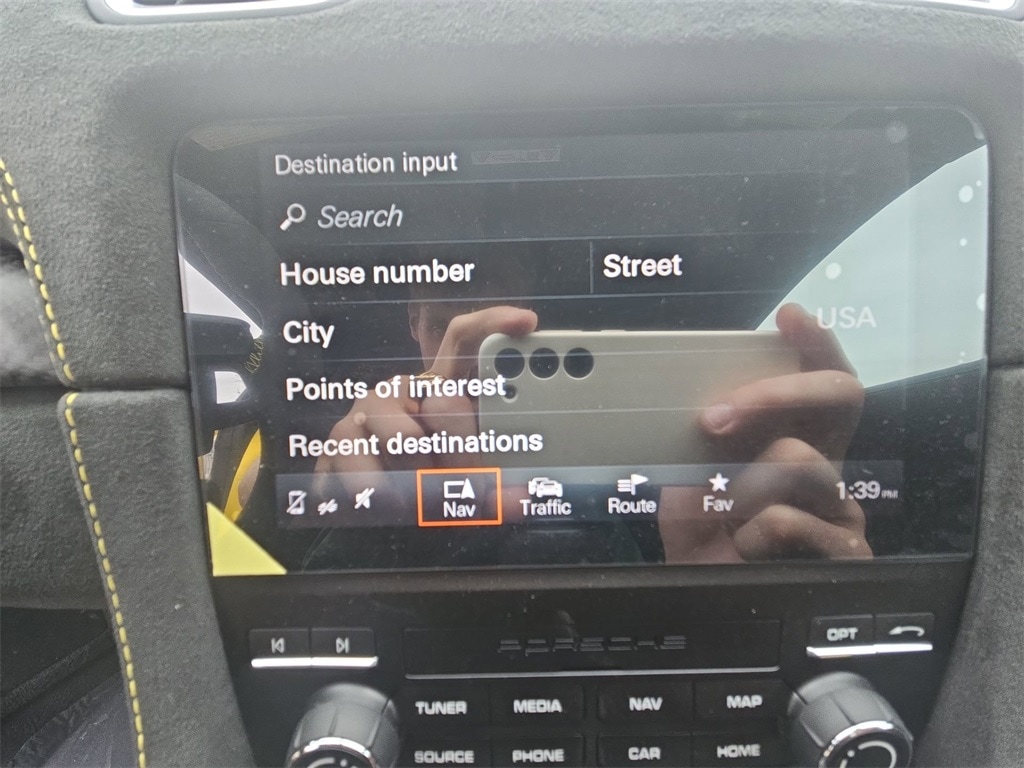 Destination input
Search
House number Street
City USA
Points of interest
Recent destinations
Nav Traffic Route Fav 1:39 PM
OPT
PORSCHE
TUNER MEDIA NAV MAP
SOURCE PHONE CAR HOME